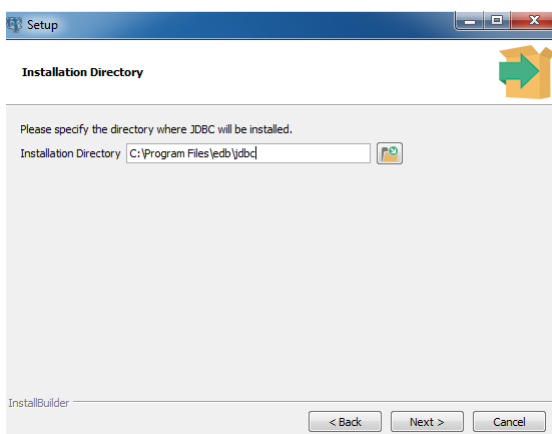 Setup
Installation Directory
Please specify the directory where JDBC will be installed.
Installation Directory C:\Program Files\edb\jdbc
InstallBuilder
< Back Next > Cancel